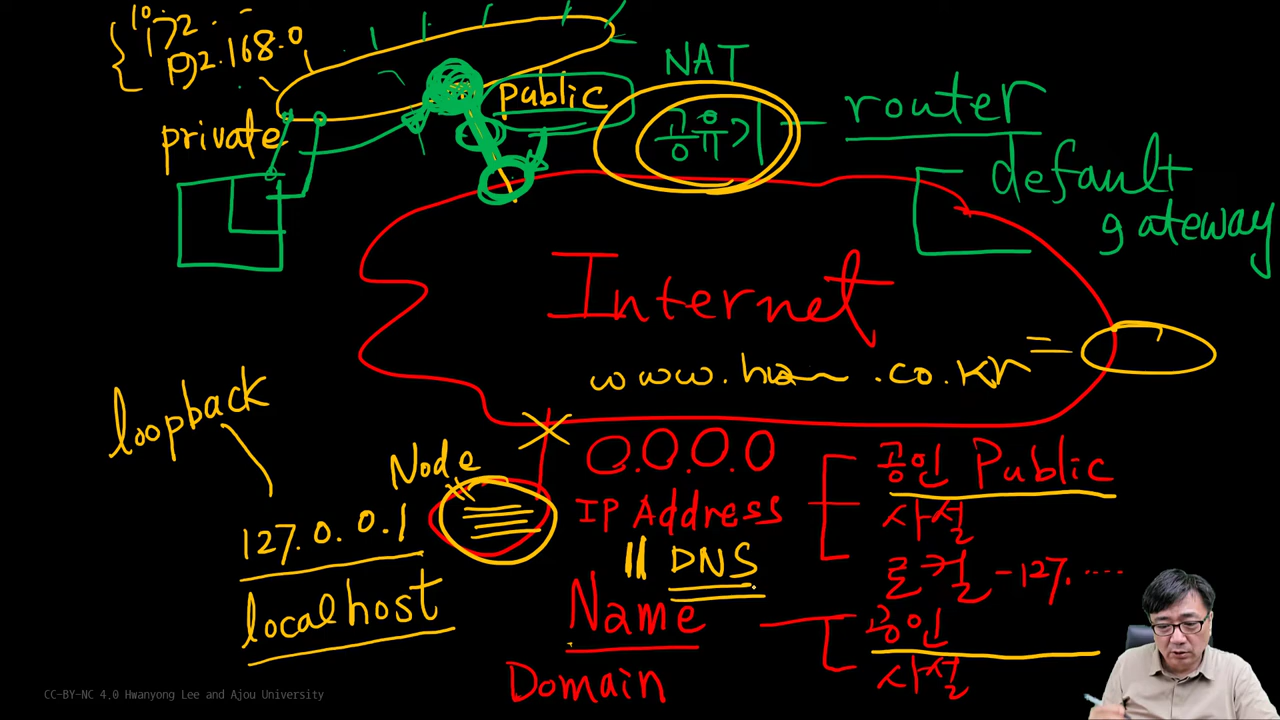 10
172
192.168.0
NAT
private
public
공유기
router
default
gateway
Internet
www. .co.kr =
loopback
Node
127.0.0.1
localhost
0.0.0.0
IP Address
공인 Public
사설
로컬 - 127. ....
|| DNS
Name
공인
사설
Domain
CC-BY-NC 4.0 Hwanyong Lee and Ajou University